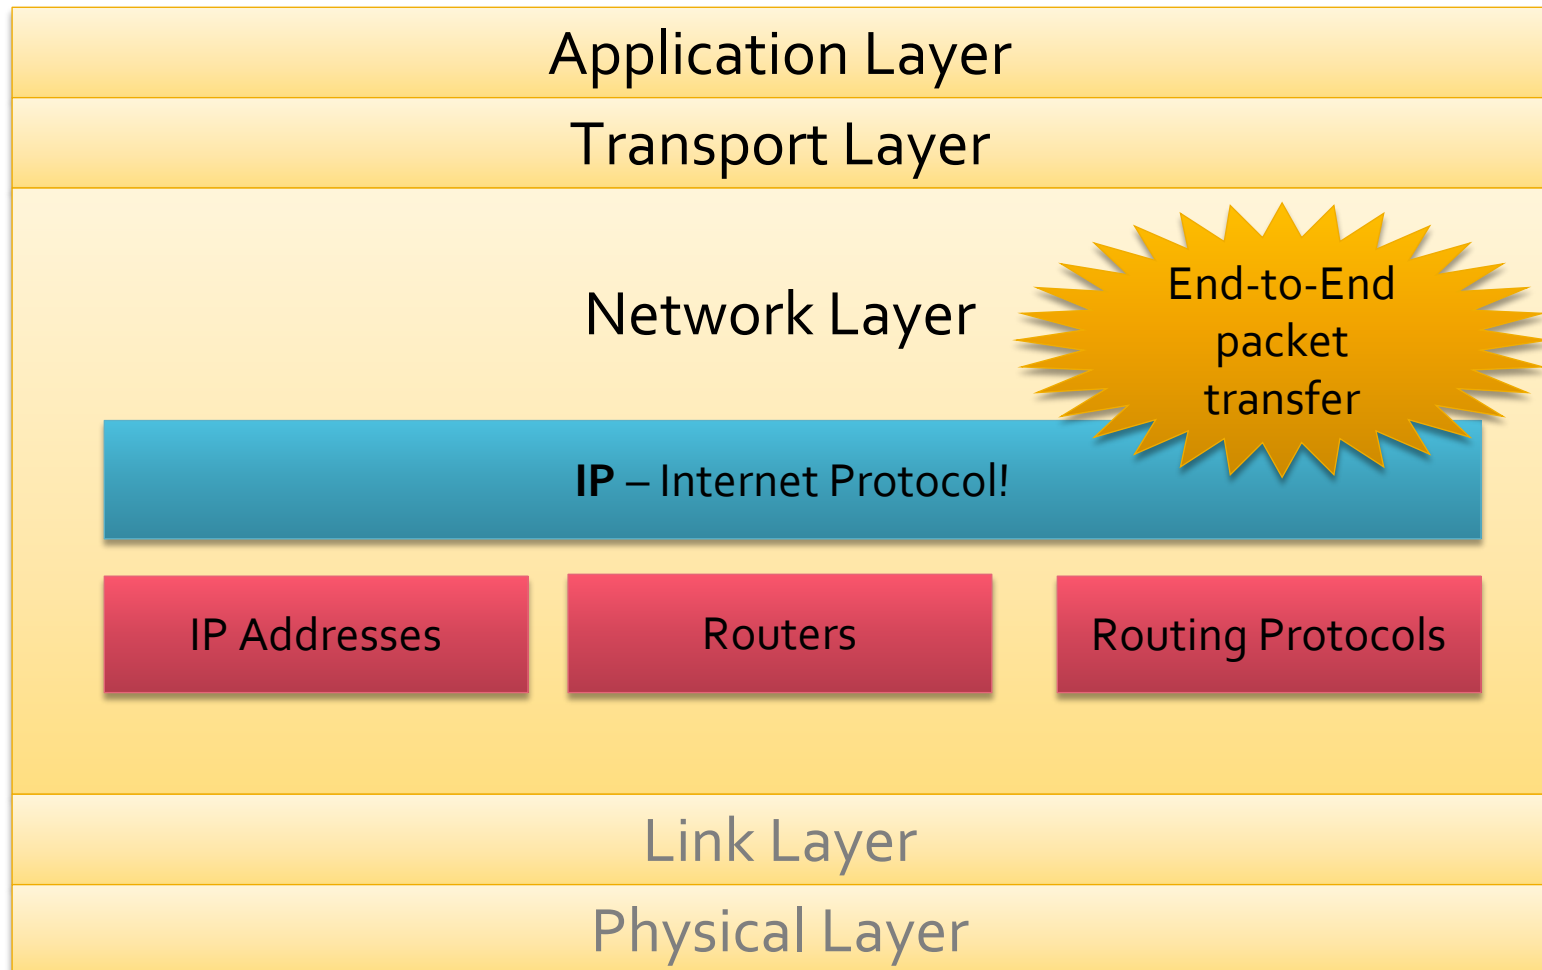 Application Layer
Transport Layer
Network Layer
End-to-End
packet
transfer
IP – Internet Protocol!
IP Addresses
Routers
Routing Protocols
Link Layer
Physical Layer